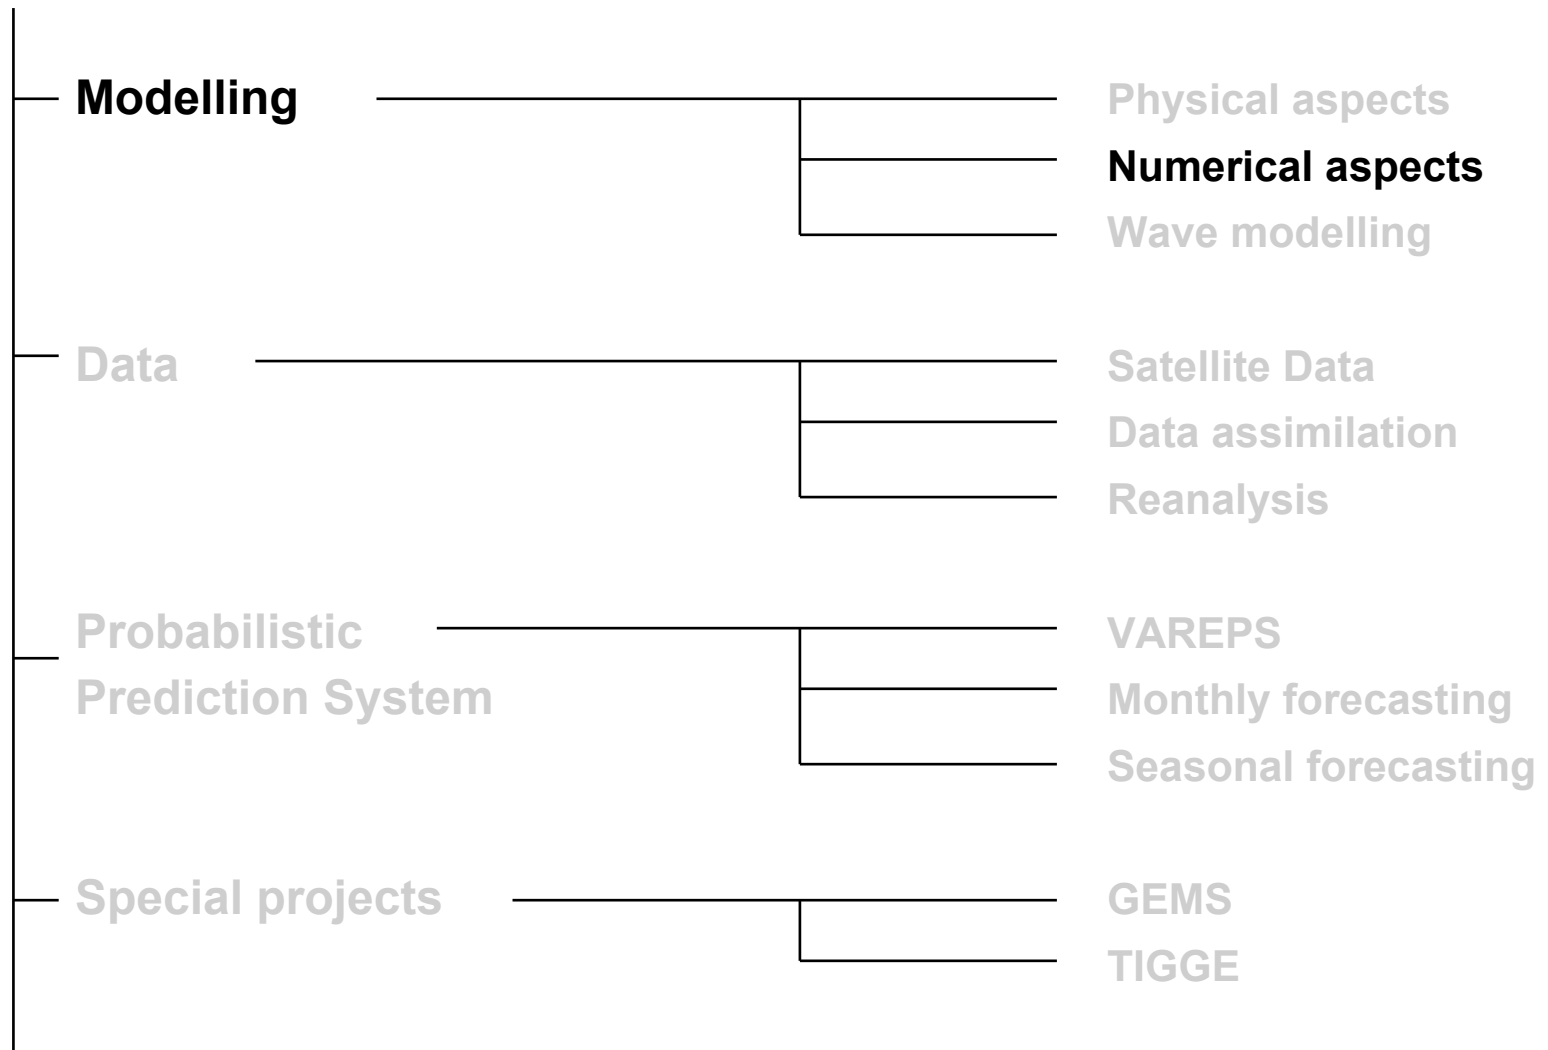 Modelling
Physical aspects
Numerical aspects
Wave modelling
Data
Satellite Data
Data assimilation
Reanalysis
Probabilistic
Prediction System
VAREPS
Monthly forecasting
Seasonal forecasting
Special projects
GEMS
TIGGE